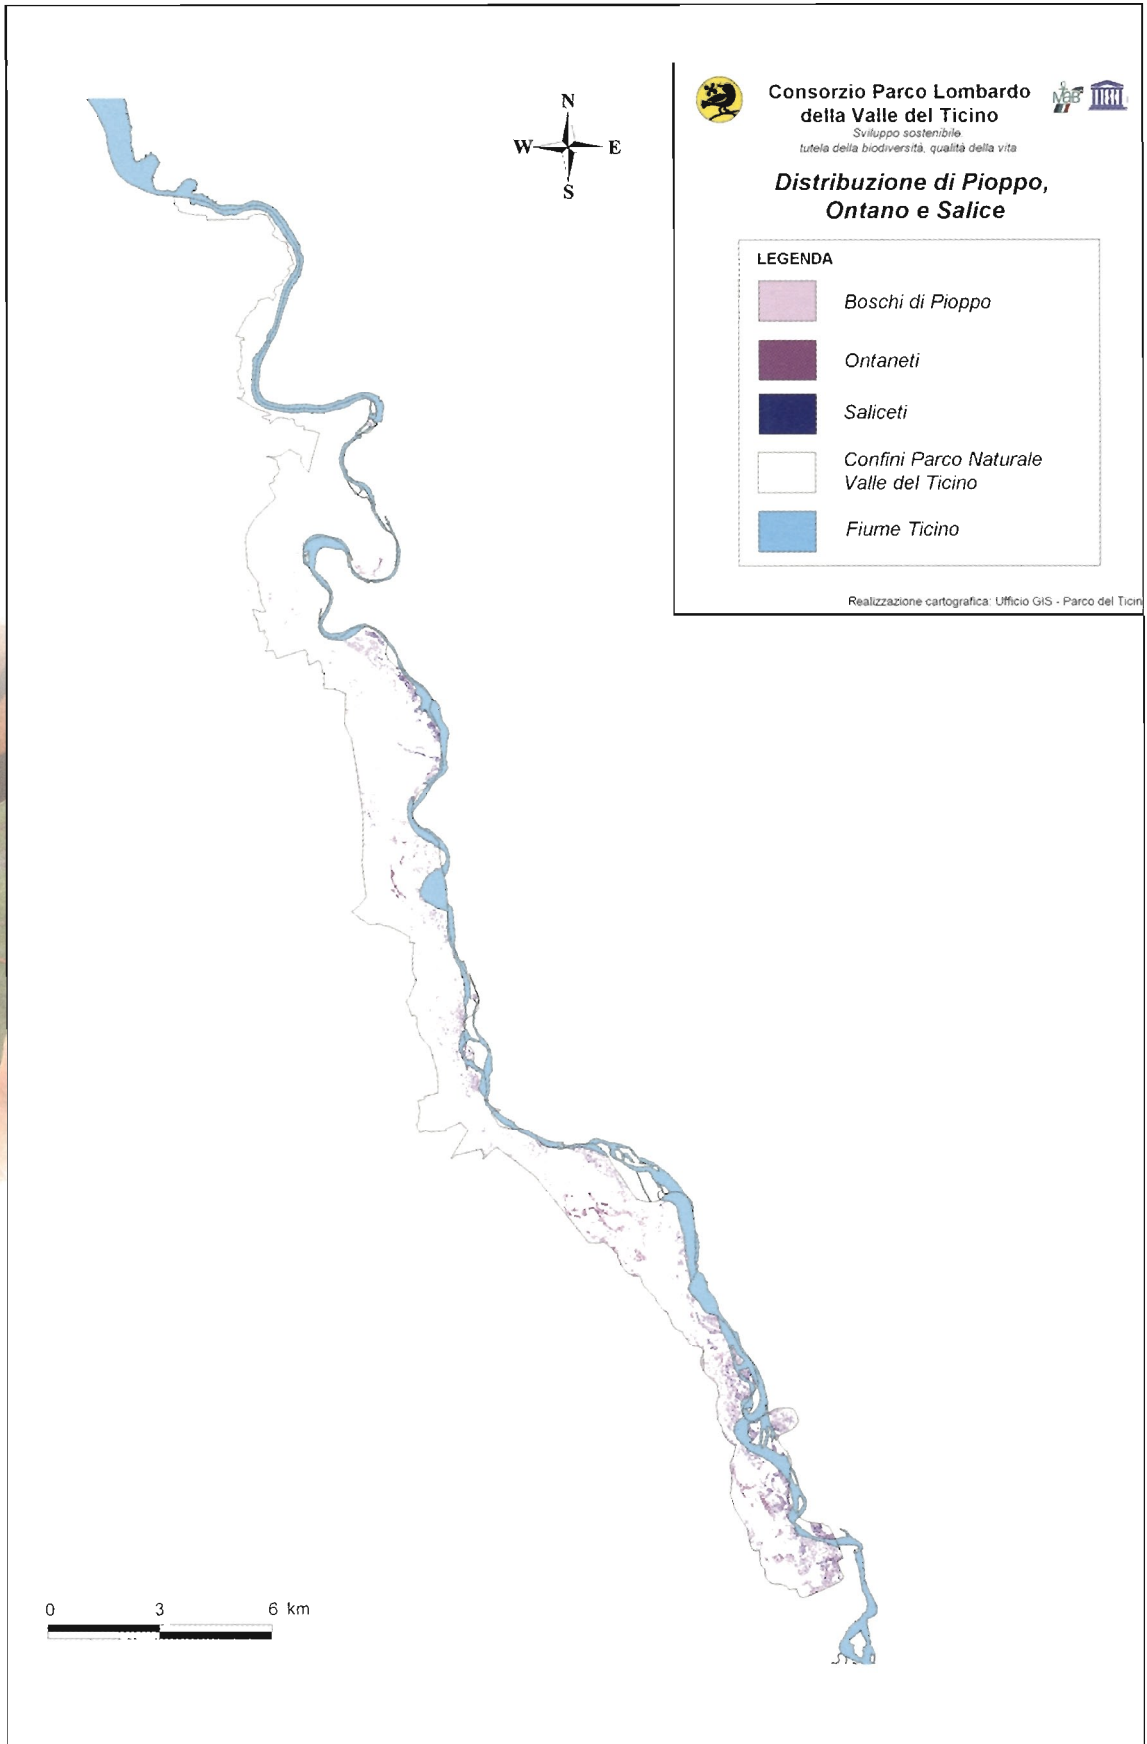 N
W E
S
Consorzio Parco Lombardo
della Valle del Ticino
Sviluppo sostenibile,
tutela della biodiversità, qualità della vita
MaB
Distribuzione di Pioppo,
Ontano e Salice
LEGENDA
Boschi di Pioppo
Ontaneti
Saliceti
Confini Parco Naturale
Valle del Ticino
Fiume Ticino
Realizzazione cartografica: Ufficio GIS - Parco del Ticin
0 3 6 km